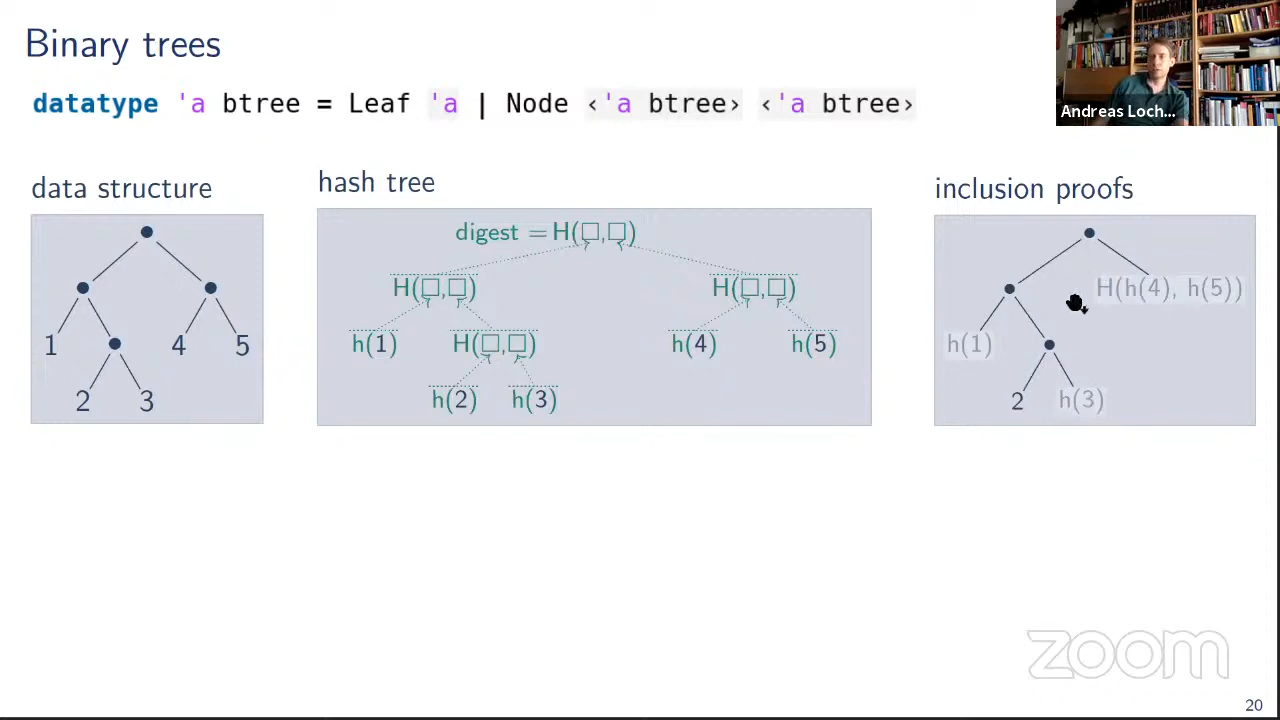 Binary trees
datatype 'a btree = Leaf 'a | Node ‹'a btree› ‹'a btree›
Andreas Loch...
data structure
1
4
5
2
3
hash tree
digest = H(□,□)
H(□,□)
H(□,□)
h(1)
H(□,□)
h(4)
h(5)
h(2)
h(3)
inclusion proofs
H(h(4), h(5))
h(1)
2
h(3)
zoom
20